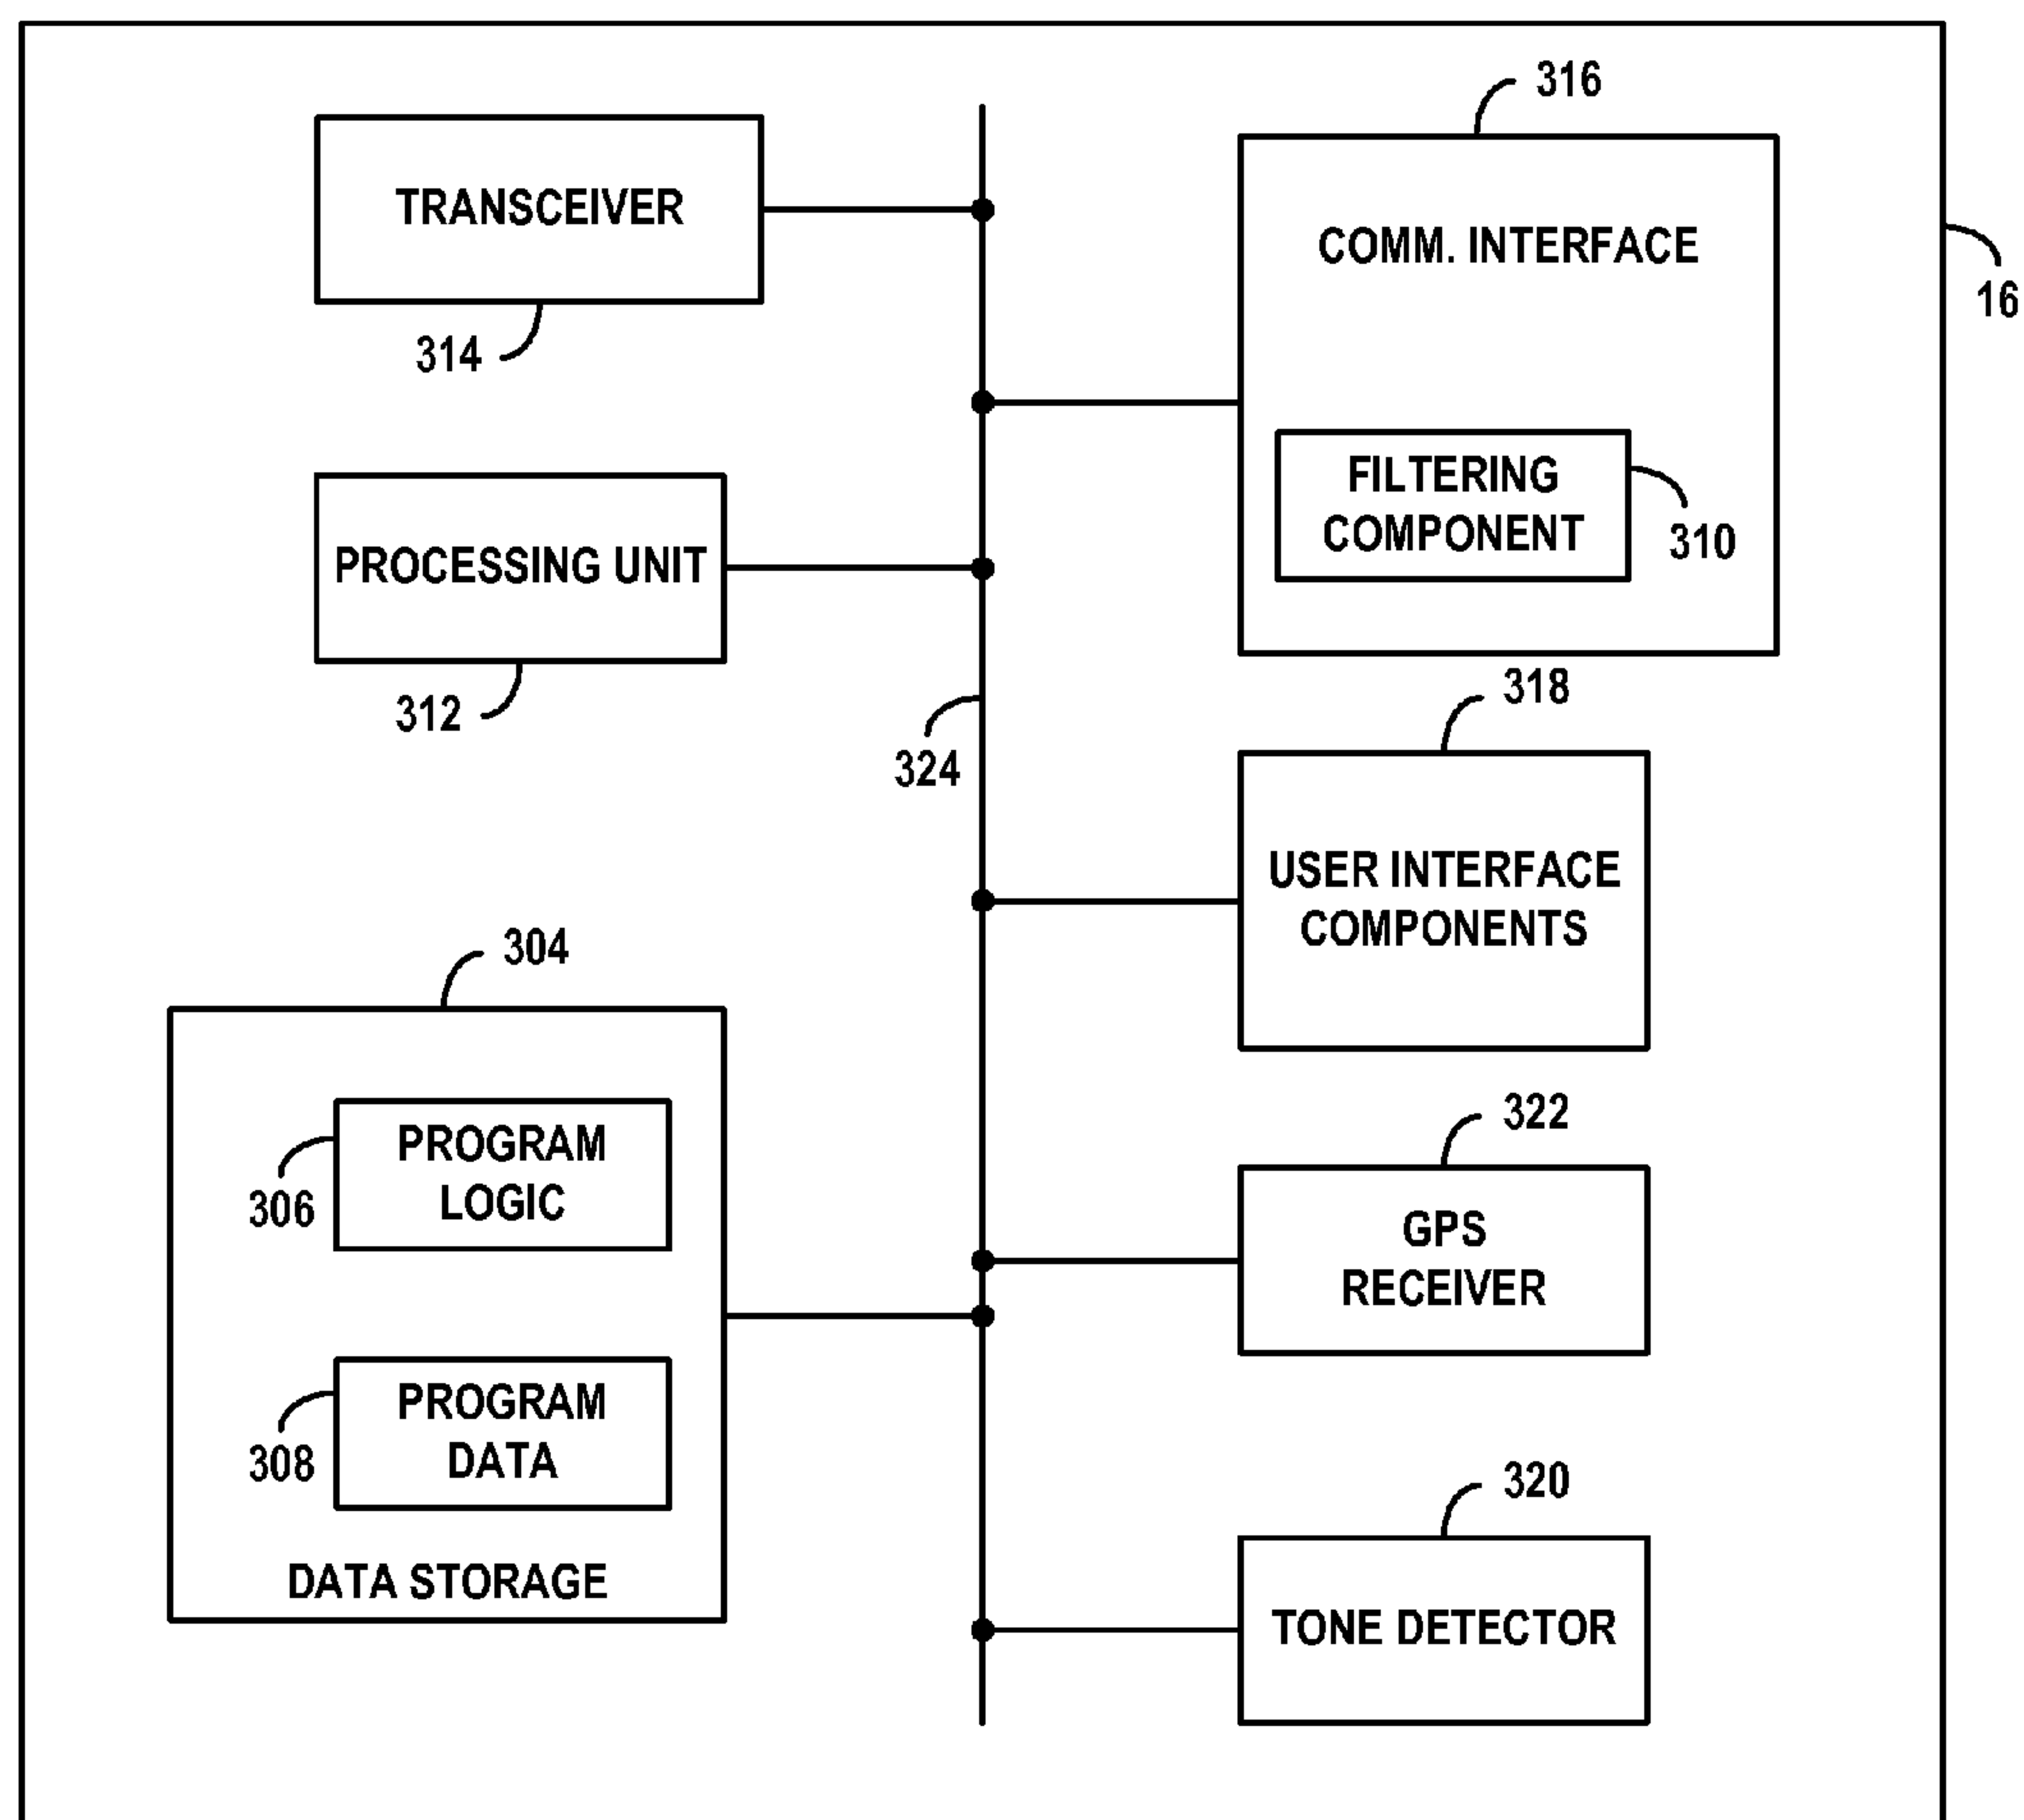 316
TRANSCEIVER
COMM. INTERFACE
16
314
FILTERING
COMPONENT
310
PROCESSING UNIT
312
318
324
USER INTERFACE
COMPONENTS
304
322
PROGRAM
LOGIC
306
GPS
RECEIVER
PROGRAM
DATA
308
320
DATA STORAGE
TONE DETECTOR